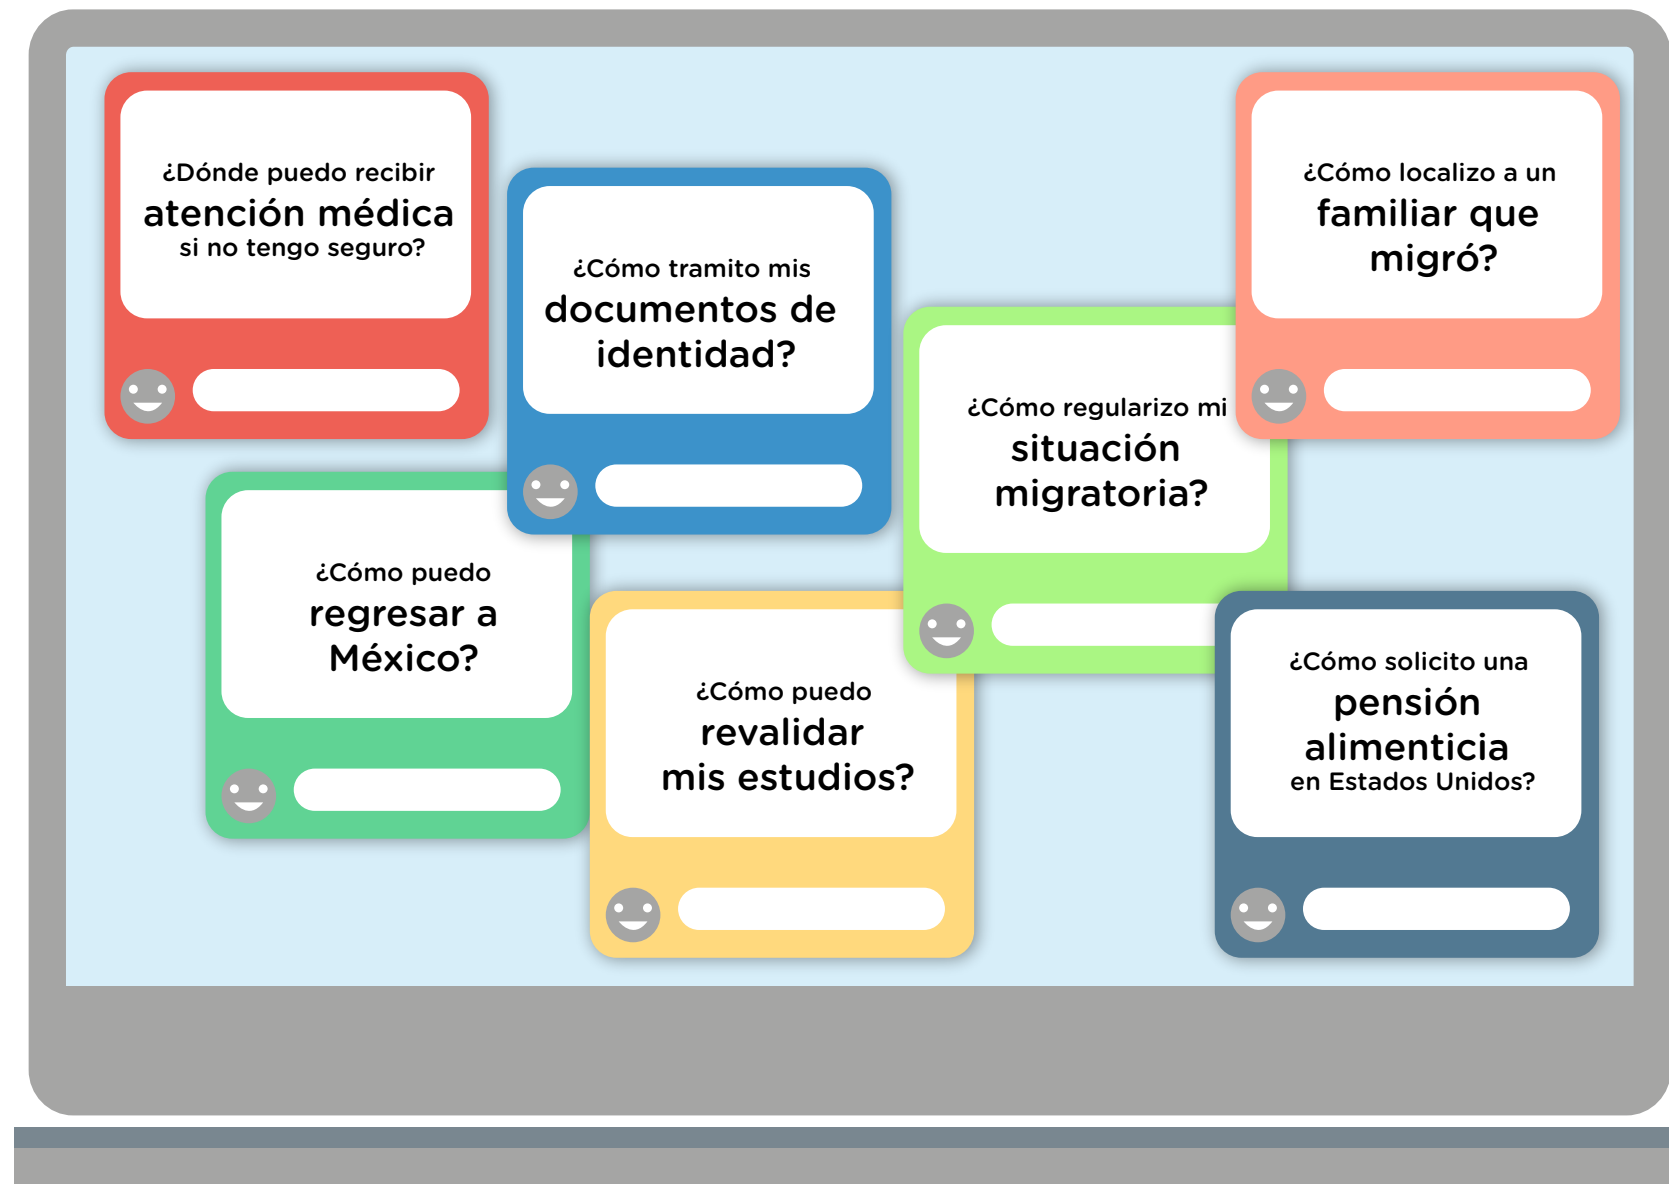 ¿Dónde puedo recibir
atención médica
si no tengo seguro?
¿Cómo tramito mis
documentos de
identidad?
¿Cómo localizo a un
familiar que
migró?
¿Cómo regularizo mi
situación
migratoria?
¿Cómo puedo
regresar a
México?
¿Cómo puedo
revalidar
mis estudios?
¿Cómo solicito una
pensión
alimenticia
en Estados Unidos?